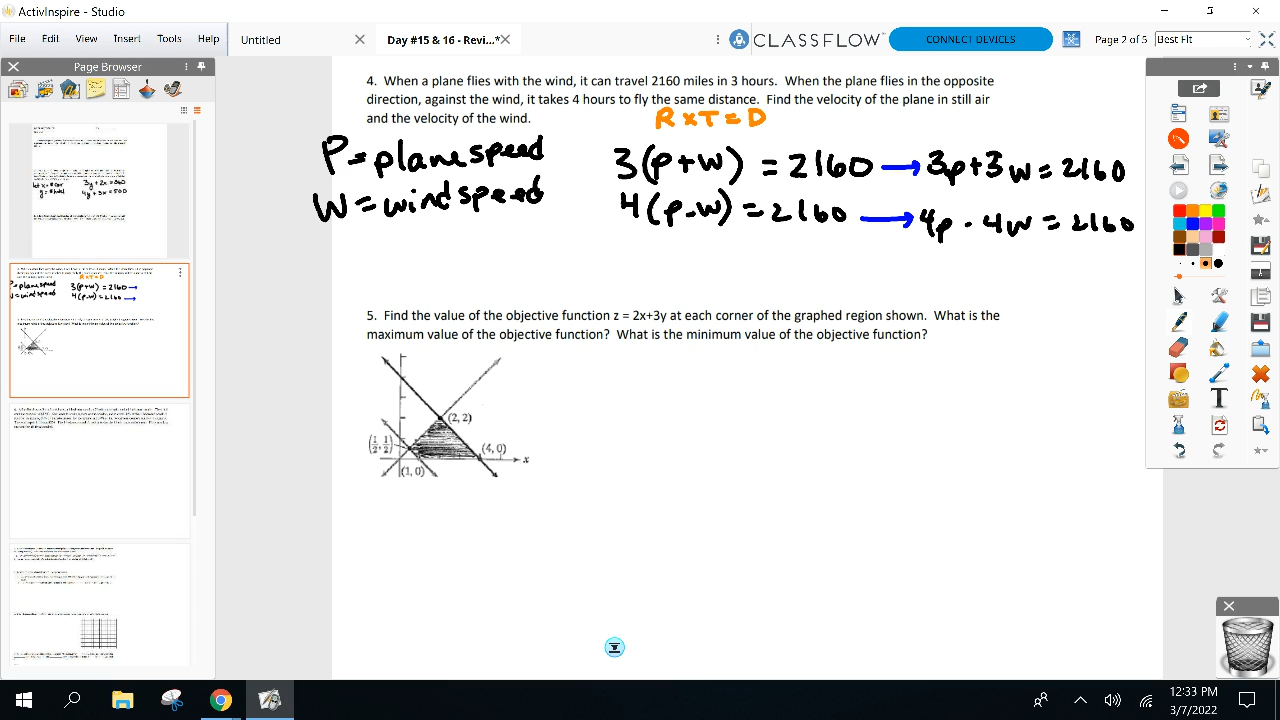 ActivInspire - Studio
File Edit View Insert Tools Help Untitled Day #15 & 16 - Revi...* CLASSFLOW CONNECT DEVICES Page 2 of 5 Best Fit
Page Browser
4. When a plane flies with the wind, it can travel 2160 miles in 3 hours. When the plane flies in the opposite
direction, against the wind, it takes 4 hours to fly the same distance. Find the velocity of the plane in still air
and the velocity of the wind.
R x T = D
P = plane speed
3(p+w) = 2160 → 3p+3w = 2160
W = wind speed
4(p-w) = 2160 → 4p - 4w = 2160
5. Find the value of the objective function z = 2x+3y at each corner of the graphed region shown. What is the
maximum value of the objective function? What is the minimum value of the objective function?
(2, 2)
(1/2, 1/2)
(4, 0)
x
(1, 0)
12:33 PM
3/7/2022